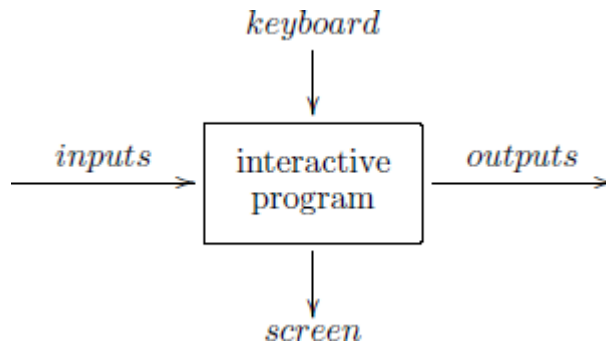 keyboard
inputs
interactive
program
outputs
screen